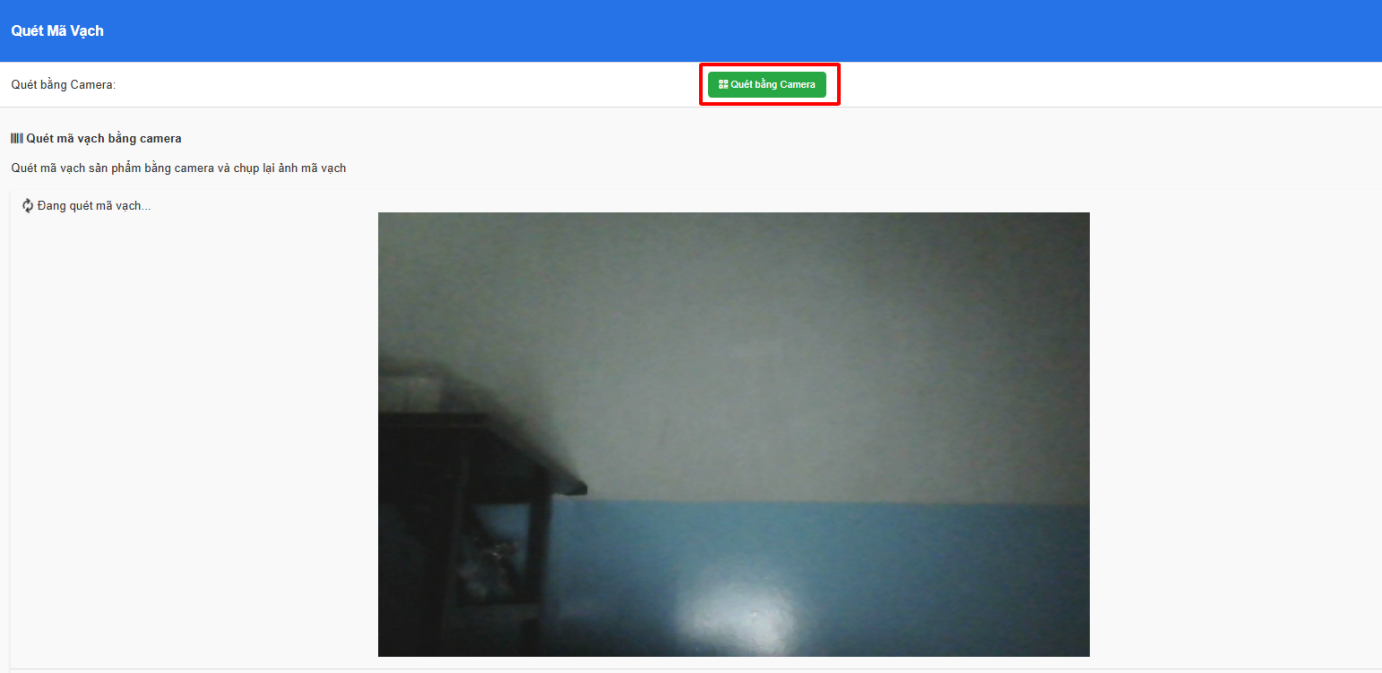 Quét Mã Vạch
Quét bằng Camera:
Quét bằng Camera
Quét mã vạch bằng camera
Quét mã vạch sản phẩm bằng camera và chụp lại ảnh mã vạch
Đang quét mã vạch...